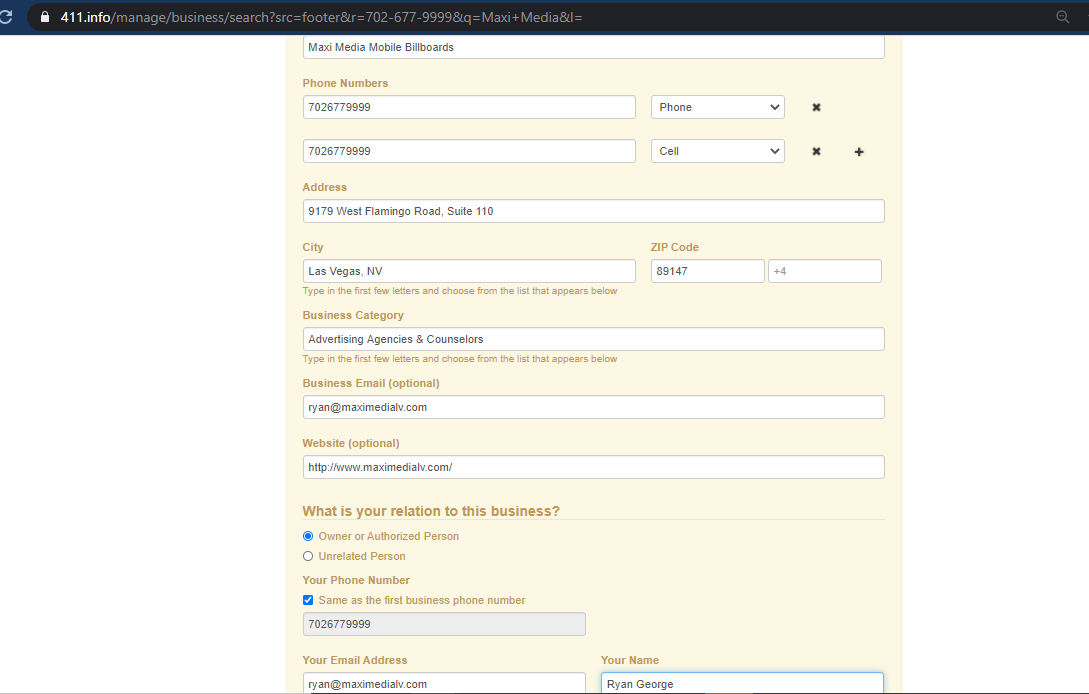 411.info/manage/business/search?src=footer&r=702-677-9999&q=Maxi+Media&l=
Maxi Media Mobile Billboards
Phone Numbers
7026779999 Phone
7026779999 Cell
Address
9179 West Flamingo Road, Suite 110
City ZIP Code
Las Vegas, NV 89147 +4
Type in the first few letters and choose from the list that appears below
Business Category
Advertising Agencies & Counselors
Type in the first few letters and choose from the list that appears below
Business Email (optional)
ryan@maximedialv.com
Website (optional)
http://www.maximedialv.com/
What is your relation to this business?
Owner or Authorized Person
Unrelated Person
Your Phone Number
Same as the first business phone number
7026779999
Your Email Address Your Name
ryan@maximedialv.com Ryan George